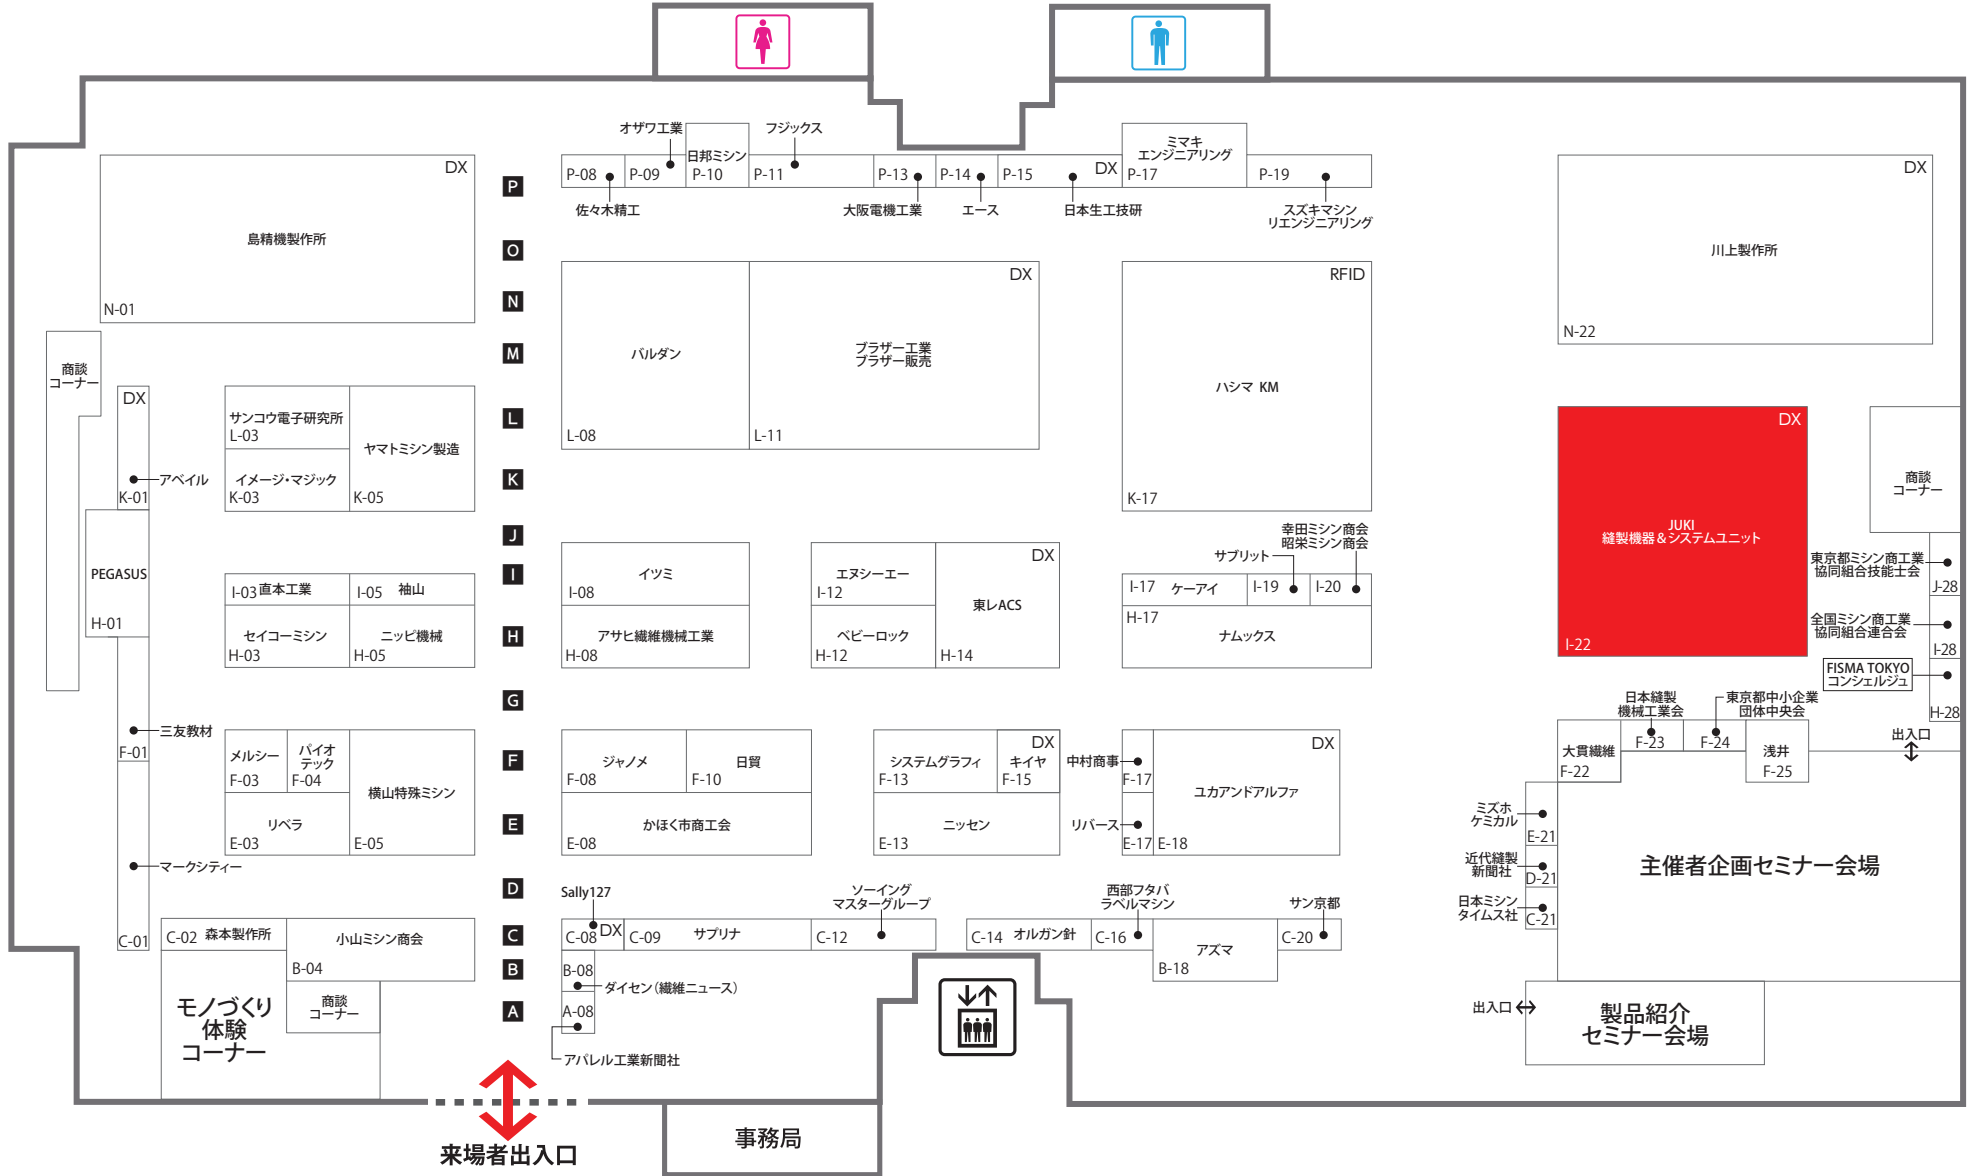 オザワ工業
フジックス
日邦ミシン
ミマキ
エンジニアリング
P-08
P-09
P-10
P-11
P-13
P-14
P-15
DX
P-17
P-19
佐々木精工
大阪電機工業
エース
日本生工技研
スズキマシン
リエンジニアリング
P
O
N
M
L
K
J
I
H
G
F
E
D
C
B
A
DX
島精機製作所
N-01
バルダン
L-08
DX
ブラザー工業
ブラザー販売
L-11
RFID
ハシマ KM
K-17
DX
川上製作所
N-22
商談
コーナー
DX
アベイル
K-01
サンコウ電子研究所
L-03
イメージ・マジック
K-03
ヤマトミシン製造
K-05
DX
JUKI
縫製機器&システムユニット
I-22
商談
コーナー
PEGASUS
H-01
I-03 直本工業
I-05 袖山
セイコーミシン
H-03
ニッピ機械
H-05
イツミ
I-08
アサヒ繊維機械工業
H-08
エヌシーエー
I-12
ベビーロック
H-12
DX
東レACS
H-14
幸田ミシン商会
昭栄ミシン商会
サブリット
I-17 ケーアイ
I-19
I-20
H-17
ナムックス
東京都ミシン商工業
協同組合技能士会
J-28
全国ミシン商工業
協同組合連合会
I-28
FISMA TOKYO
コンシェルジュ
H-28
三友教材
F-01
メルシー
F-03
パイオ
テック
F-04
横山特殊ミシン
E-05
リベラ
E-03
マークシティー
C-01
ジャノメ
F-08
日貿
F-10
かほく市商工会
E-08
システムグラフィ
F-13
DX
キイヤ
F-15
ニッセン
E-13
中村商事
F-17
リバース
E-17
DX
ユカアンドアルファ
E-18
日本縫製
機械工業会
F-23
東京都中小企業
団体中央会
F-24
大貫繊維
F-22
浅井
F-25
出入口
ミズホ
ケミカル
E-21
近代縫製
新聞社
D-21
日本ミシン
タイムス社
C-21
主催者企画セミナー会場
C-02 森本製作所
小山ミシン商会
B-04
Sally127
C-08
DX
C-09 サプリナ
ソーイング
マスターグループ
C-12
C-14 オルガン針
西部フタバ
ラベルマシン
C-16
アズマ
B-18
サン京都
C-20
B-08
ダイセン(繊維ニュース)
A-08
アパレル工業新聞社
モノづくり
体験
コーナー
商談
コーナー
出入口
製品紹介
セミナー会場
来場者出入口
事務局